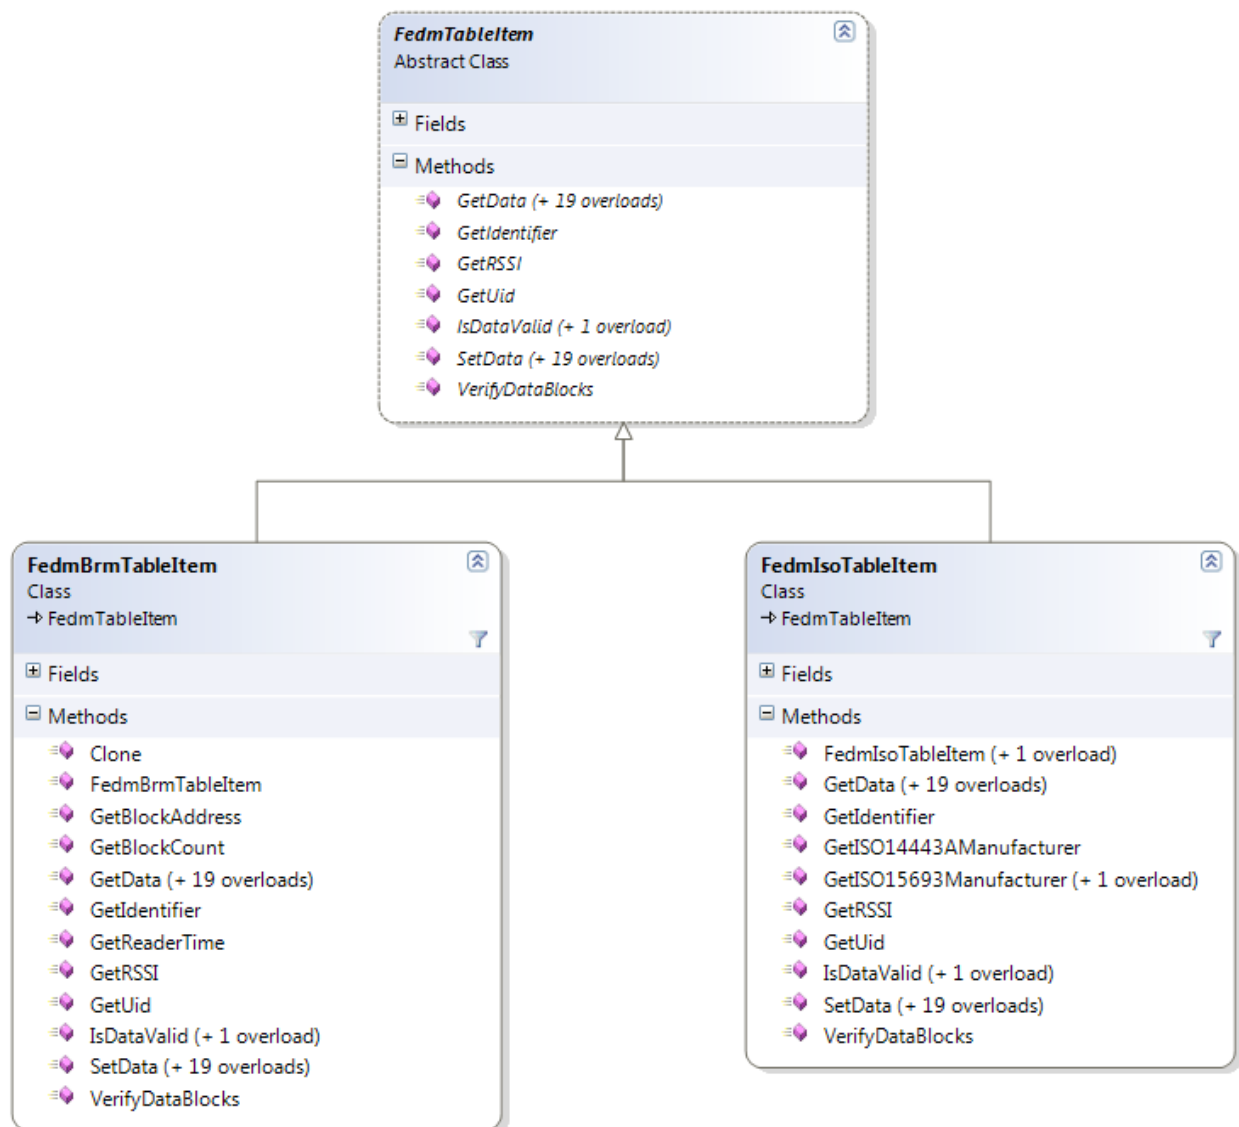 FedmTableItem
Abstract Class
Fields
Methods
GetData (+ 19 overloads)
GetIdentifier
GetRSSI
GetUid
IsDataValid (+ 1 overload)
SetData (+ 19 overloads)
VerifyDataBlocks
FedmBrmTableItem
Class
FedmTableItem
Fields
Methods
Clone
FedmBrmTableItem
GetBlockAddress
GetBlockCount
GetData (+ 19 overloads)
GetIdentifier
GetReaderTime
GetRSSI
GetUid
IsDataValid (+ 1 overload)
SetData (+ 19 overloads)
VerifyDataBlocks
FedmIsoTableItem
Class
FedmTableItem
Fields
Methods
FedmIsoTableItem (+ 1 overload)
GetData (+ 19 overloads)
GetIdentifier
GetISO14443AManufacturer
GetISO15693Manufacturer (+ 1 overload)
GetRSSI
GetUid
IsDataValid (+ 1 overload)
SetData (+ 19 overloads)
VerifyDataBlocks